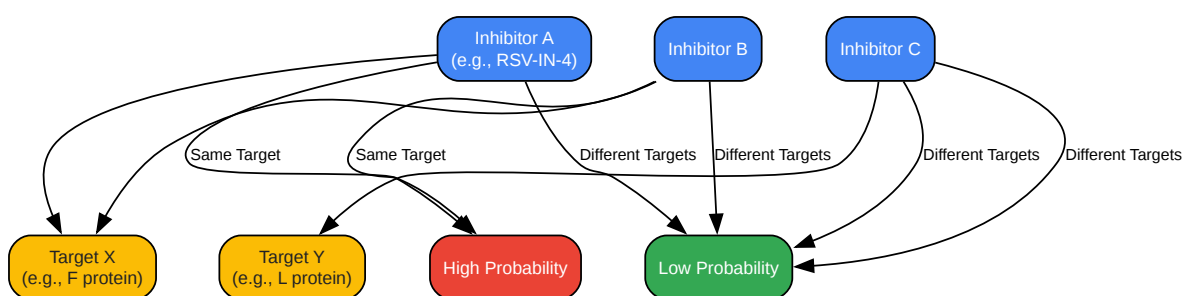 Inhibitor A
(e.g., RSV-IN-4)
Inhibitor B
Inhibitor C
Same Target
Same Target
Different Targets
Different Targets
Different Targets
Different Targets
Target X
(e.g., F protein)
Target Y
(e.g., L protein)
High Probability
Low Probability